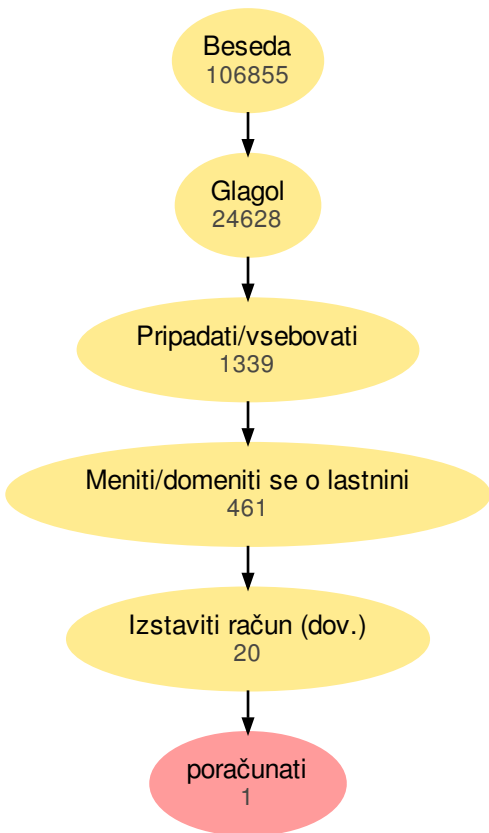 Beseda
106855
Glagol
24628
Pripadati/vsebovati
1339
Meniti/domeniti se o lastnini
461
Izstaviti račun (dov.)
20
poračunati
1